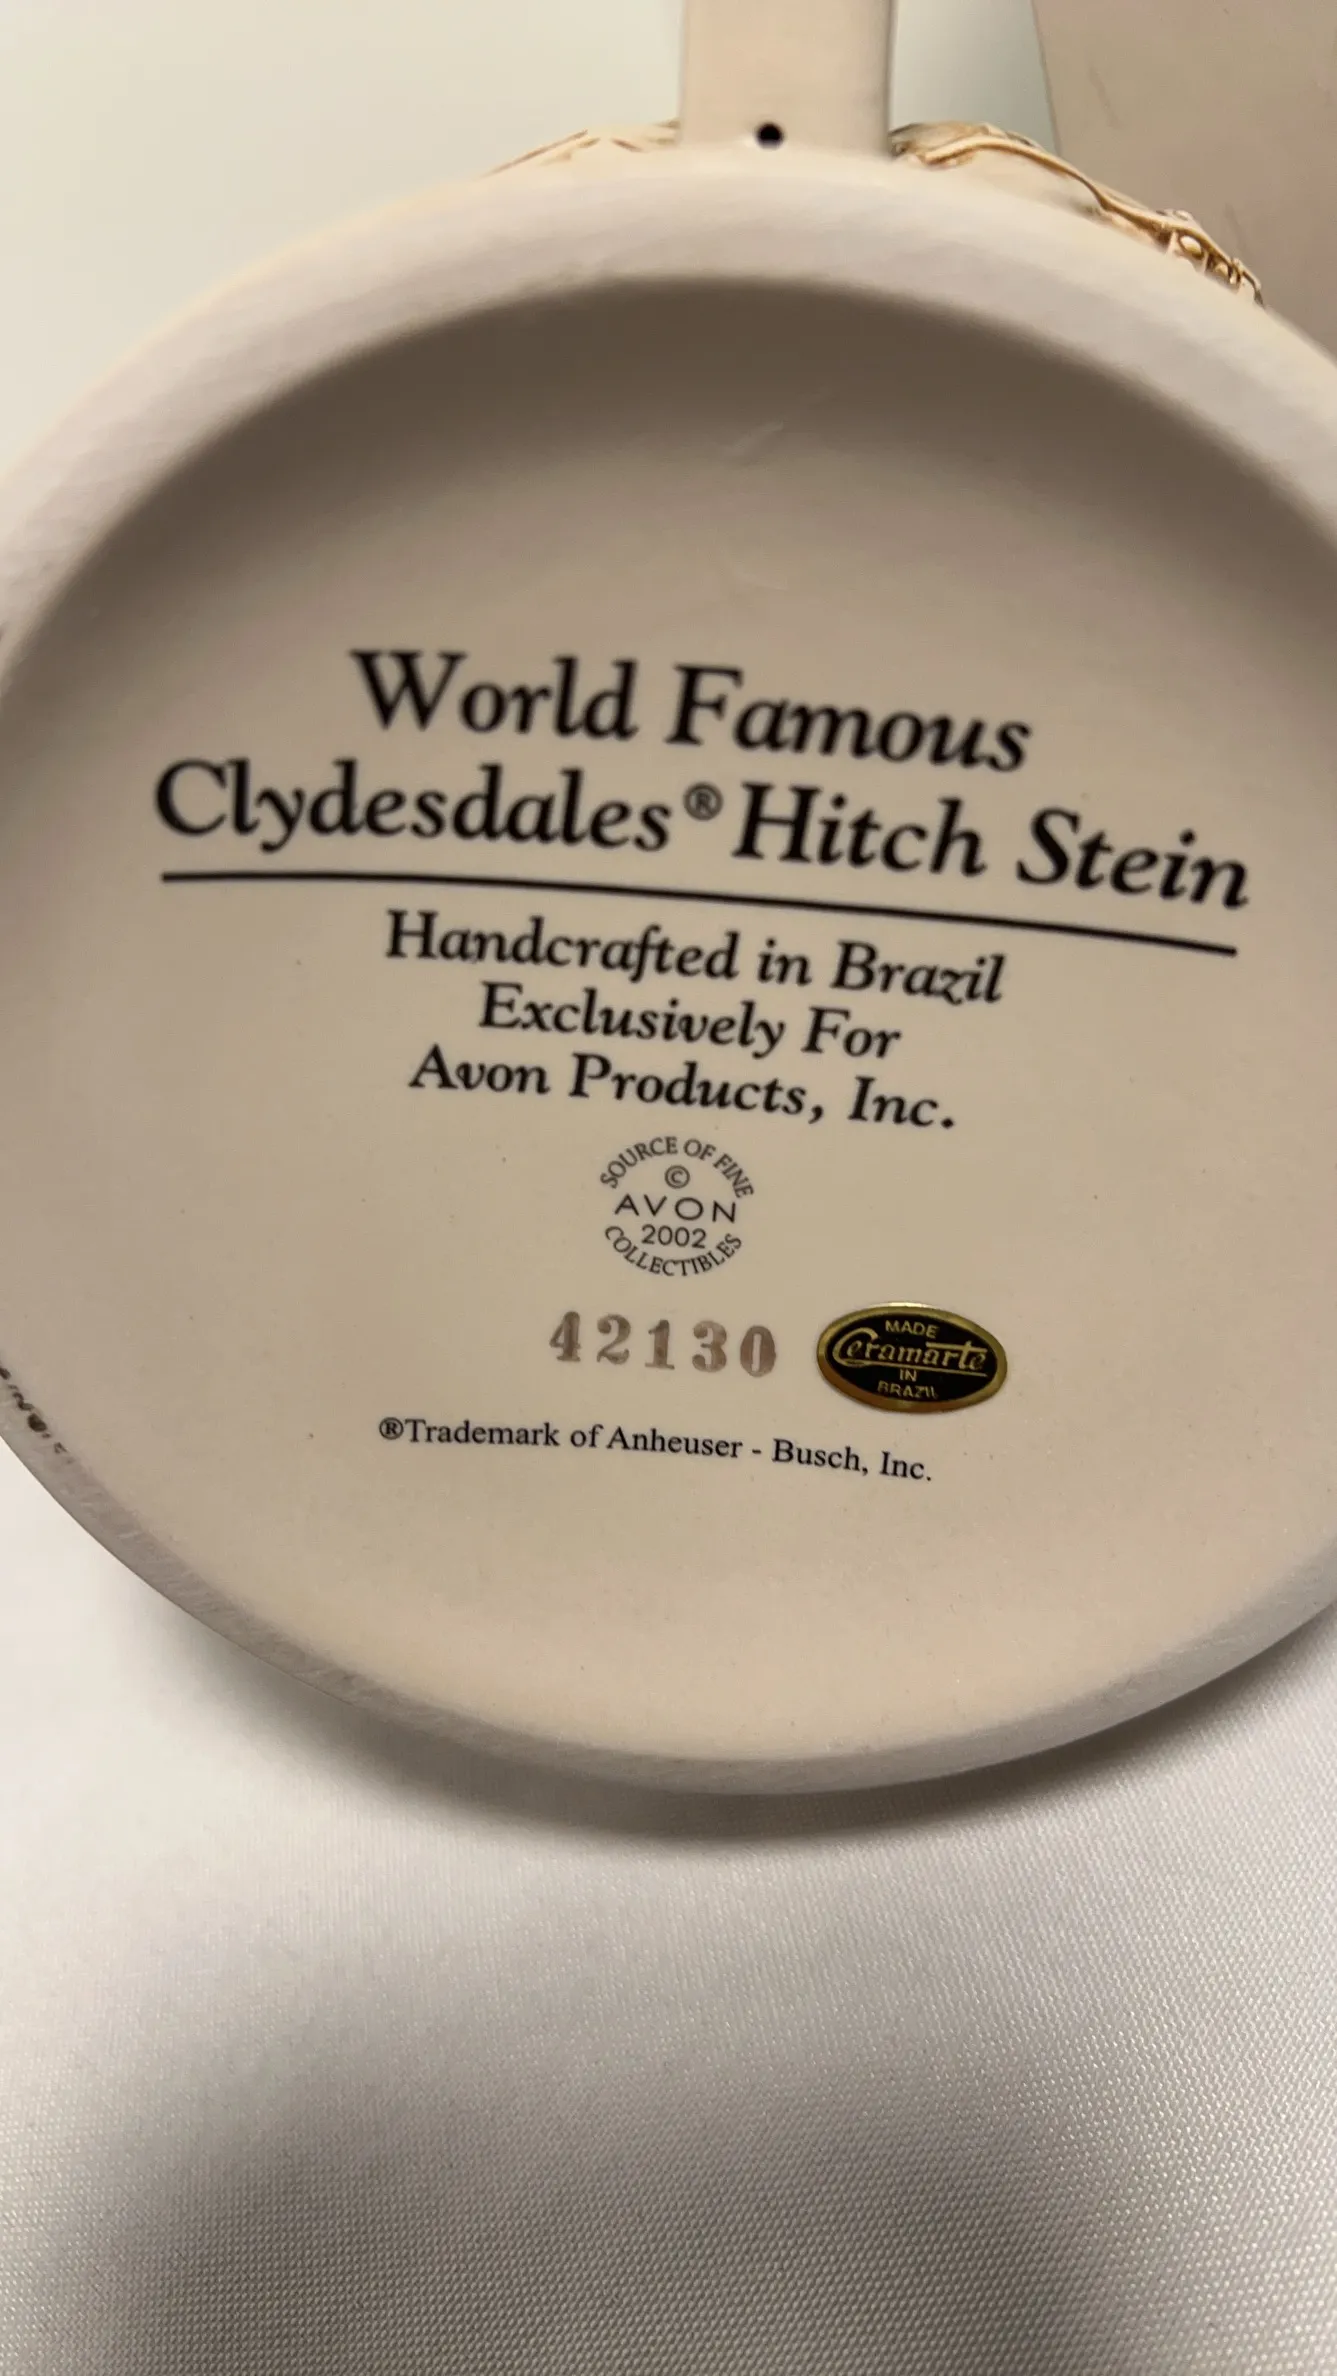 World Famous
Clydesdales® Hitch Stein
Handcrafted in Brazil
Exclusively For
Avon Products, Inc.
SOURCE OF FINE
©
AVON
2002
COLLECTIBLES
42130
MADE
Ceramarte
IN
BRAZIL
®Trademark of Anheuser - Busch, Inc.